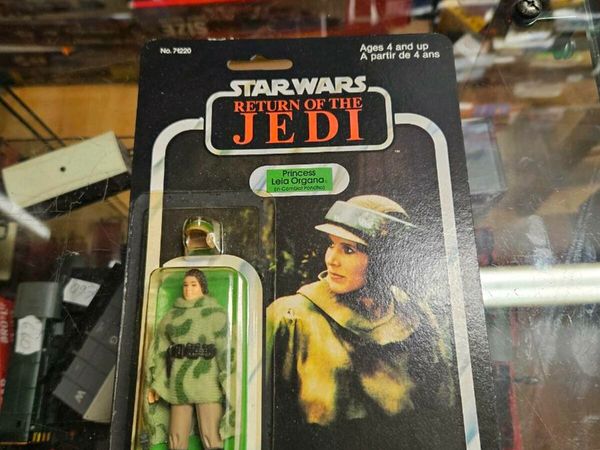 No. 71220
Ages 4 and up
A partir de 4 ans
STAR WARS
RETURN OF THE
JEDI
Princess
Leia Organa
(in Combat Poncho)